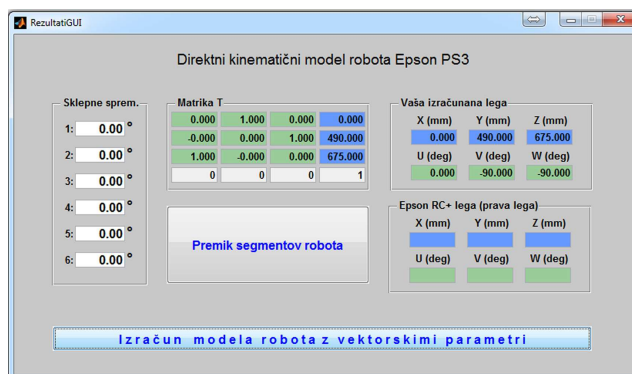 RezultatiGUI
Direktni kinematični model robota Epson PS3
Sklepne sprem.
1: 0.00 °
2: 0.00 °
3: 0.00 °
4: 0.00 °
5: 0.00 °
6: 0.00 °
Matrika T
0.000 1.000 0.000 0.000
-0.000 0.000 1.000 490.000
1.000 -0.000 0.000 675.000
0 0 0 1
Premik segmentov robota
Vaša izračunana lega
X (mm) Y (mm) Z (mm)
0.000 490.000 675.000
U (deg) V (deg) W (deg)
0.000 -90.000 -90.000
Epson RC+ lega (prava lega)
X (mm) Y (mm) Z (mm)
U (deg) V (deg) W (deg)
Izračun modela robota z vektorskimi parametri